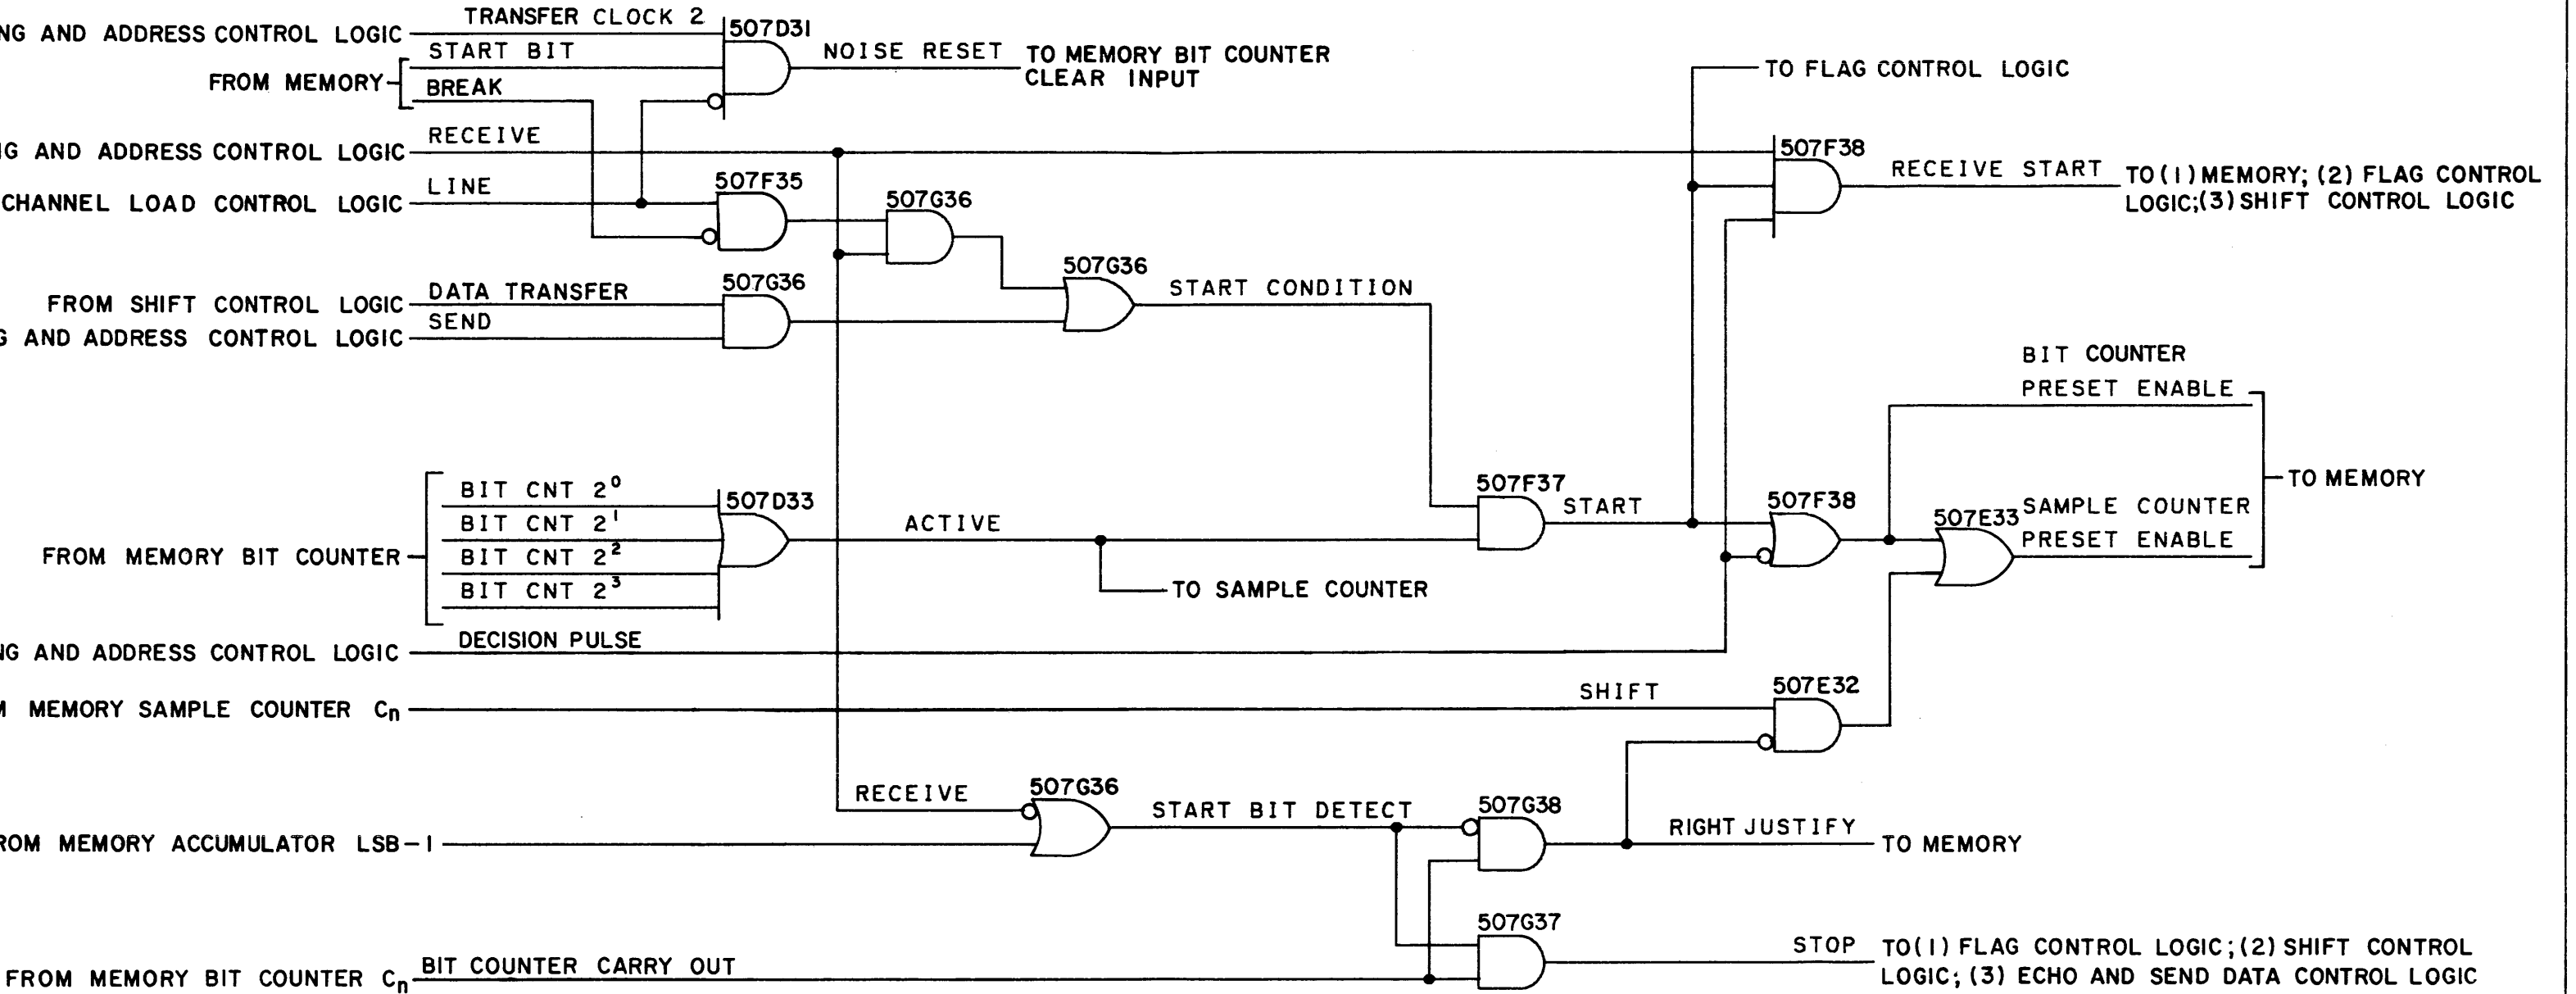 TRANSFER CLOCK 2
NG AND ADDRESS CONTROL LOGIC
507D31
START BIT
NOISE RESET
TO MEMORY BIT COUNTER
CLEAR INPUT
FROM MEMORY
BREAK
TO FLAG CONTROL LOGIC
RECEIVE
NG AND ADDRESS CONTROL LOGIC
507F38
RECEIVE START
TO (1) MEMORY; (2) FLAG CONTROL
LOGIC; (3) SHIFT CONTROL LOGIC
LINE
CHANNEL LOAD CONTROL LOGIC
507F35
507G36
507G36
507G36
FROM SHIFT CONTROL LOGIC
DATA TRANSFER
START CONDITION
SEND
G AND ADDRESS CONTROL LOGIC
BIT COUNTER
PRESET ENABLE
BIT CNT 2⁰
BIT CNT 2¹
BIT CNT 2²
BIT CNT 2³
FROM MEMORY BIT COUNTER
507D33
ACTIVE
TO SAMPLE COUNTER
507F37
START
507F38
507E33
SAMPLE COUNTER
PRESET ENABLE
TO MEMORY
DECISION PULSE
NG AND ADDRESS CONTROL LOGIC
M MEMORY SAMPLE COUNTER Cn
SHIFT
507E32
RECEIVE
507G36
START BIT DETECT
507G38
RIGHT JUSTIFY
TO MEMORY
ROM MEMORY ACCUMULATOR LSB-1
507G37
STOP
TO (1) FLAG CONTROL LOGIC; (2) SHIFT CONTROL
LOGIC; (3) ECHO AND SEND DATA CONTROL LOGIC
FROM MEMORY BIT COUNTER Cn
BIT COUNTER CARRY OUT